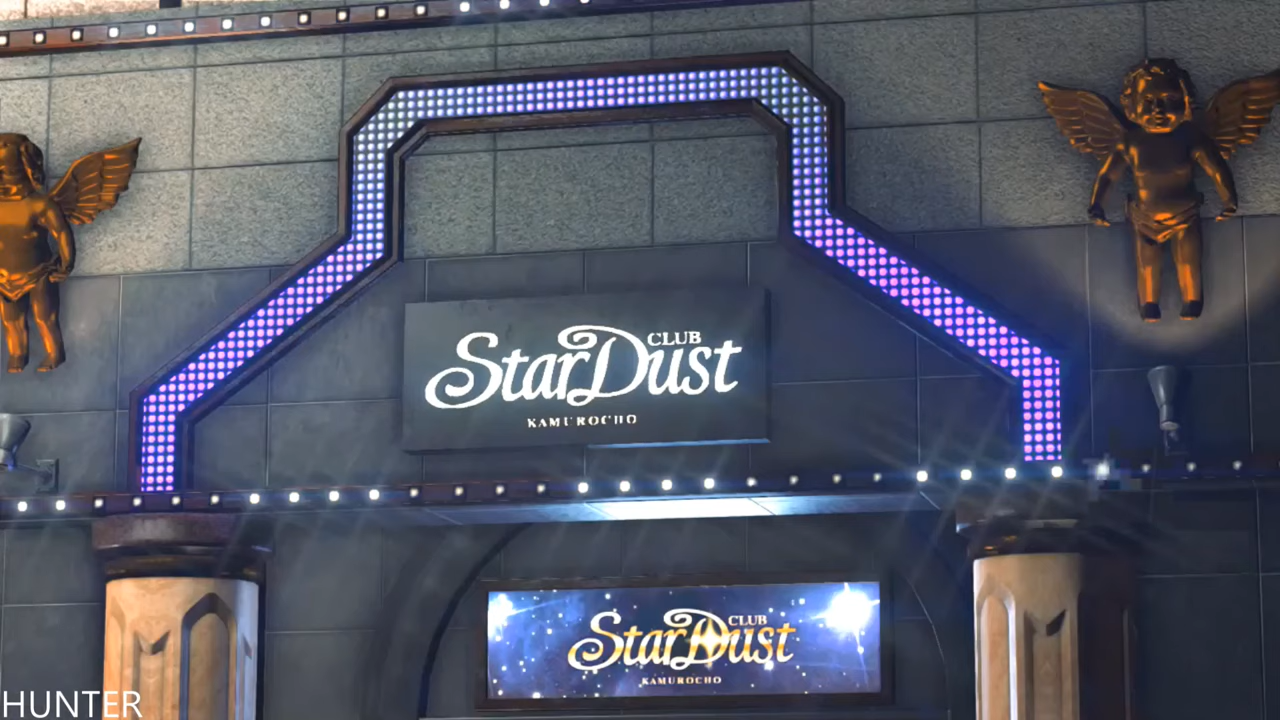 CLUB
StarDust
KAMUROCHO
CLUB
StarDust
KAMUROCHO
HUNTER